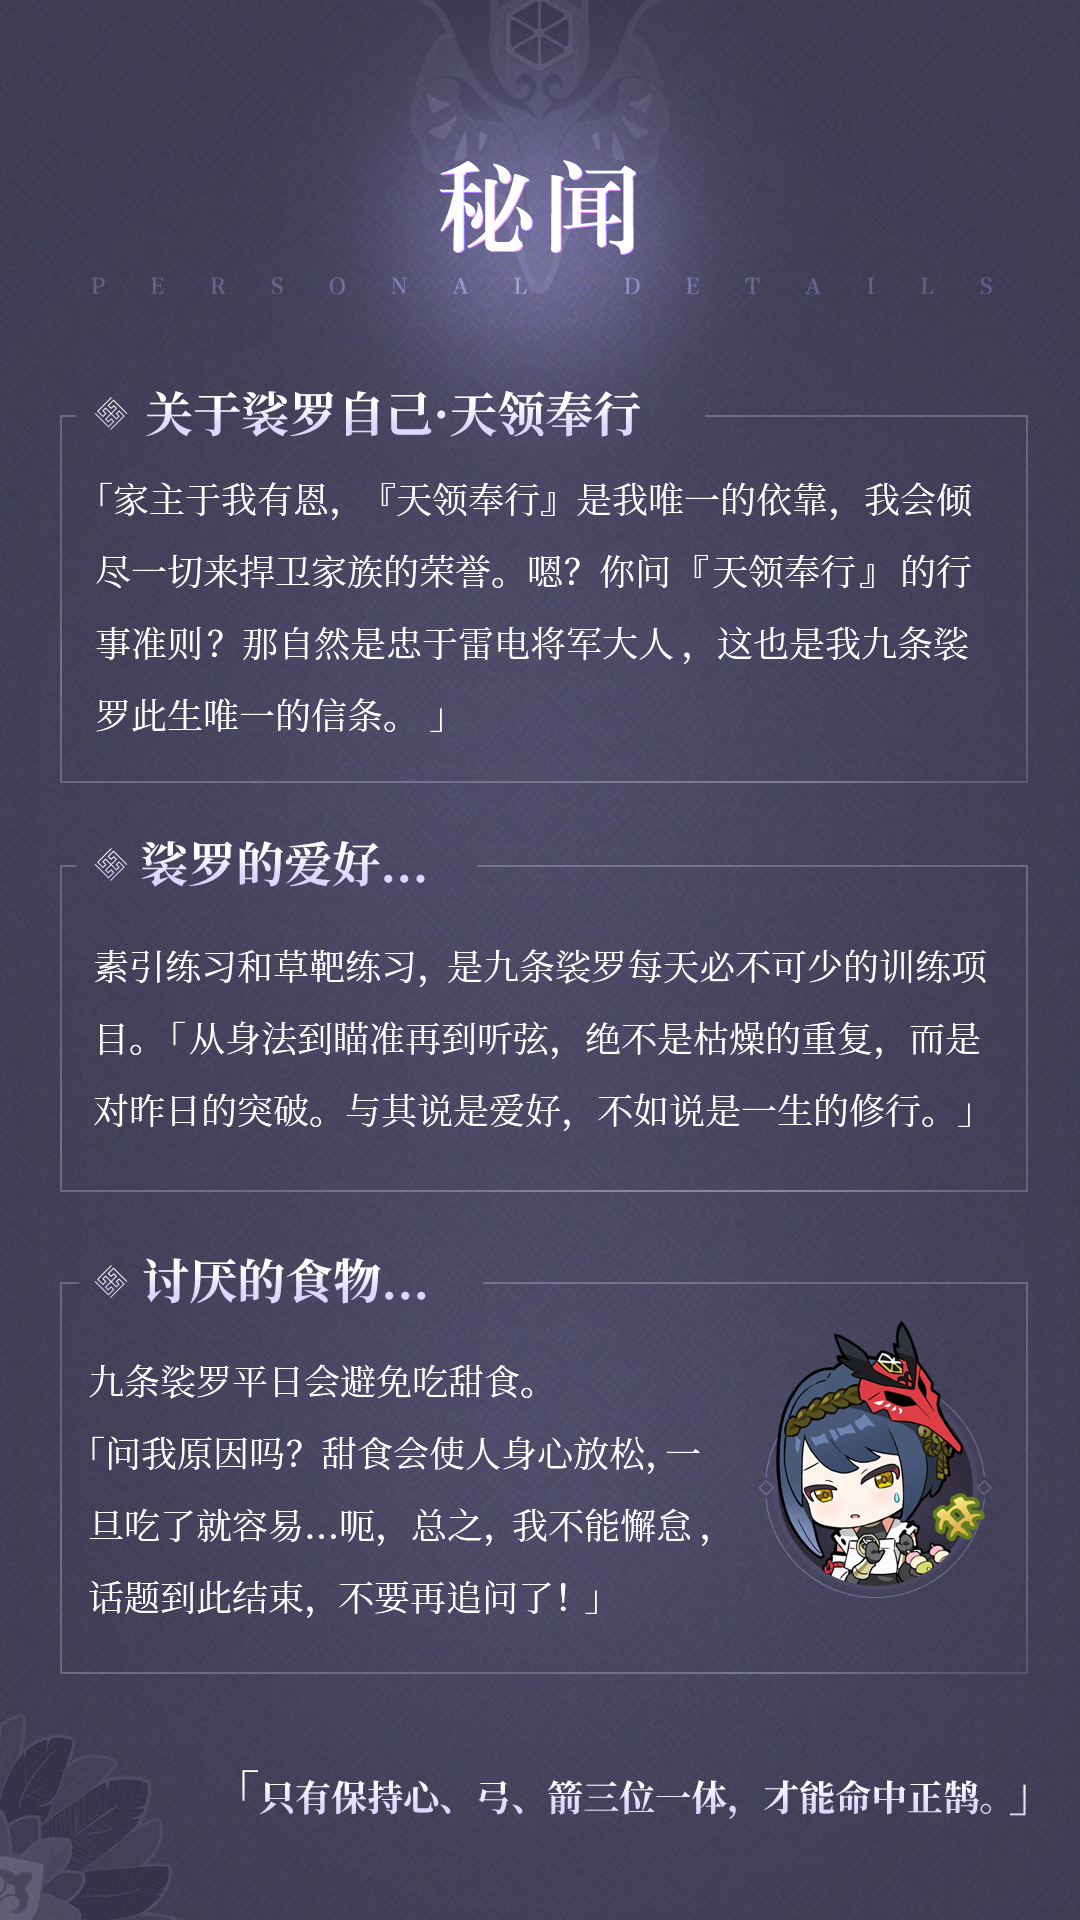 秘闻
PERSONAL DETAILS
关于裟罗自己·天领奉行
「家主于我有恩，『天领奉行』是我唯一的依靠，我会倾
尽一切来捍卫家族的荣誉。嗯？你问『天领奉行』的行
事准则？那自然是忠于雷电将军大人，这也是我九条裟
罗此生唯一的信条。」
裟罗的爱好…
素引练习和草靶练习，是九条裟罗每天必不可少的训练项
目。「从身法到瞄准再到听弦，绝不是枯燥的重复，而是
对昨日的突破。与其说是爱好，不如说是一生的修行。」
讨厌的食物…
九条裟罗平日会避免吃甜食。
「问我原因吗？甜食会使人身心放松，一
旦吃了就容易…呃，总之，我不能懈怠，
话题到此结束，不要再追问了！」
「只有保持心、弓、箭三位一体，才能命中正鹄。」